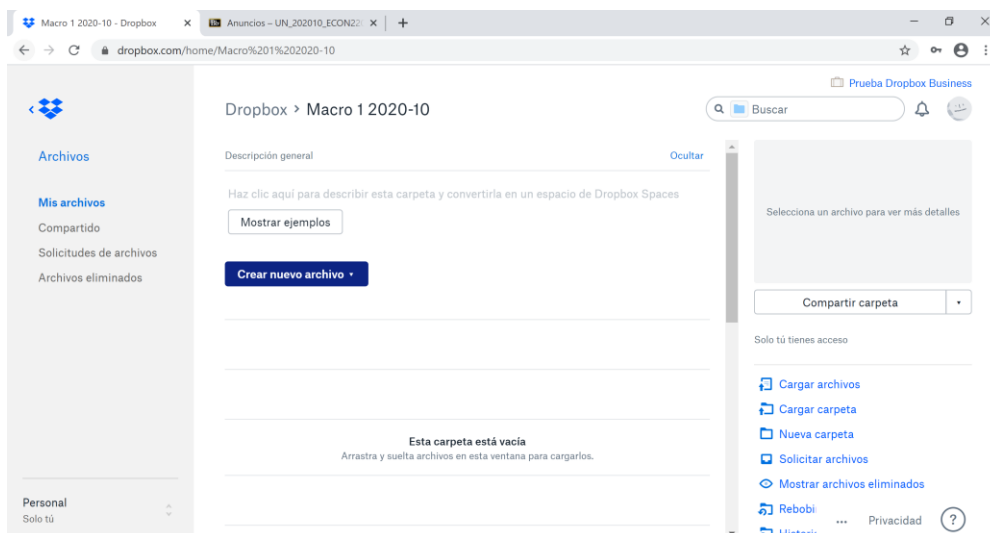 Macro 1 2020-10 - Dropbox
Anuncios – UN_202010_ECON22
dropbox.com/home/Macro%201%202020-10
Prueba Dropbox Business
Dropbox > Macro 1 2020-10
Buscar
Archivos
Descripción general
Ocultar
Haz clic aquí para describir esta carpeta y convertirla en un espacio de Dropbox Spaces
Mostrar ejemplos
Selecciona un archivo para ver más detalles
Mis archivos
Compartido
Solicitudes de archivos
Archivos eliminados
Crear nuevo archivo
Compartir carpeta
Solo tú tienes acceso
Cargar archivos
Cargar carpeta
Nueva carpeta
Solicitar archivos
Mostrar archivos eliminados
Esta carpeta está vacía
Arrastra y suelta archivos en esta ventana para cargarlos.
Personal
Solo tú
Rebobi
... Privacidad ?